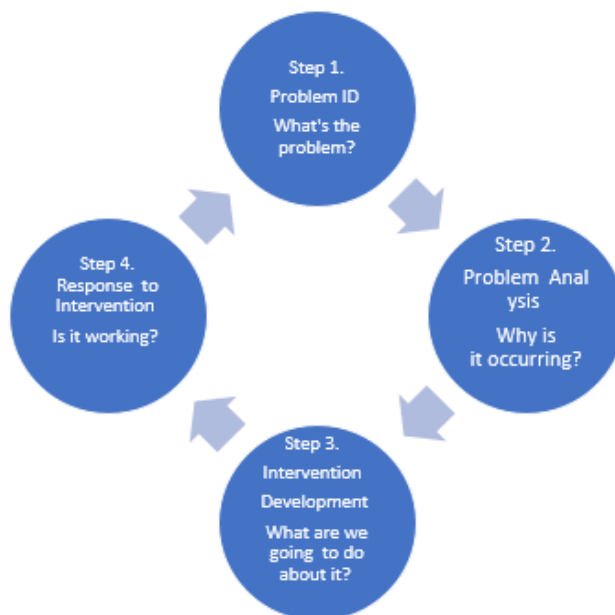 Step 1.
Problem ID
What's the
problem?
Step 2.
Problem Anal
ysis
Why is
it occurring?
Step 3.
Intervention
Development
What are we
going to do
about it?
Step 4.
Response to
Intervention
Is it working?